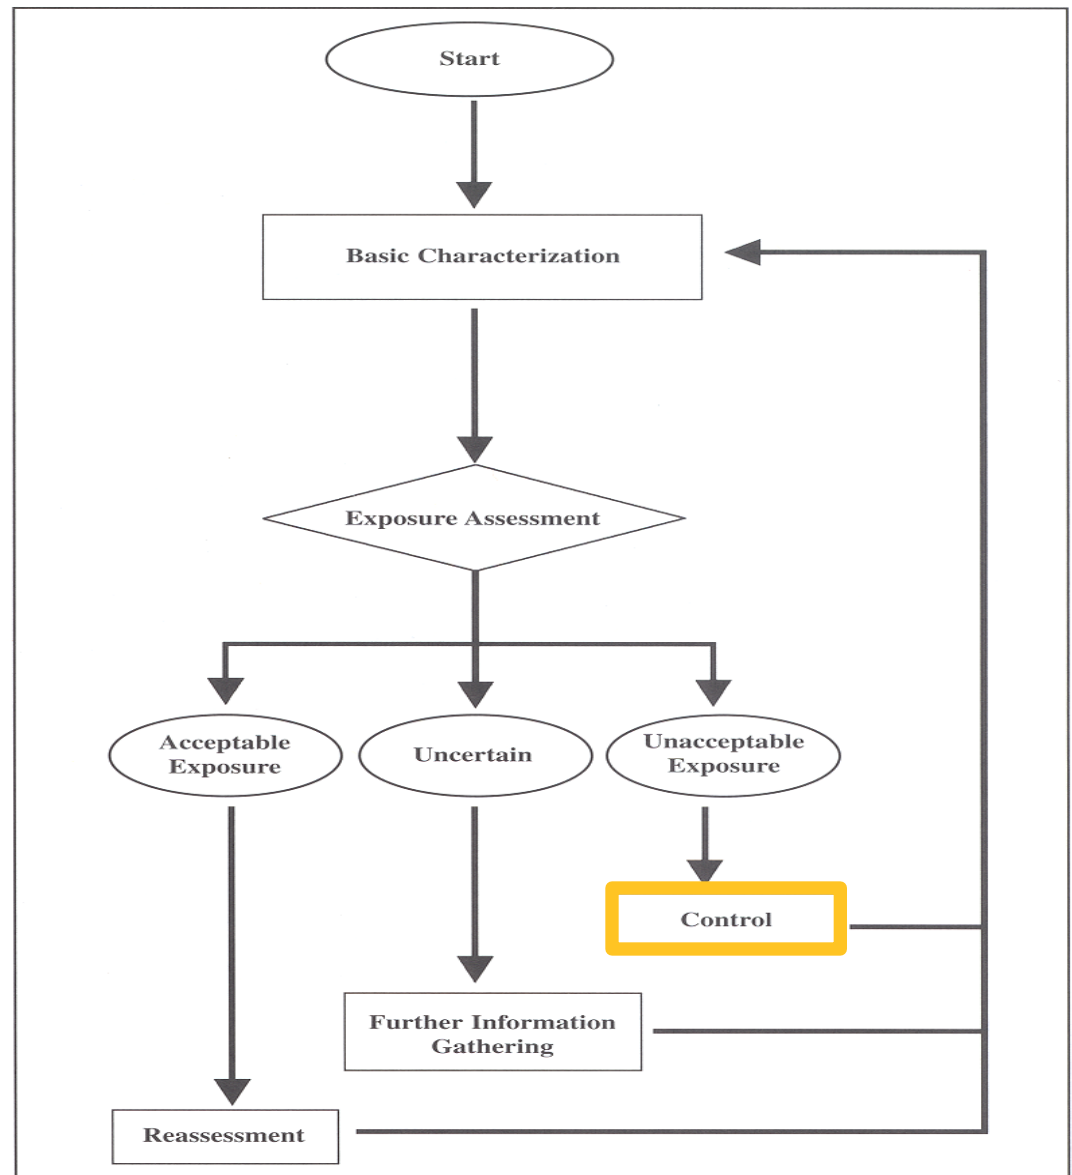 Start
Basic Characterization
Exposure Assessment
Acceptable
Exposure
Uncertain
Unacceptable
Exposure
Control
Further Information
Gathering
Reassessment